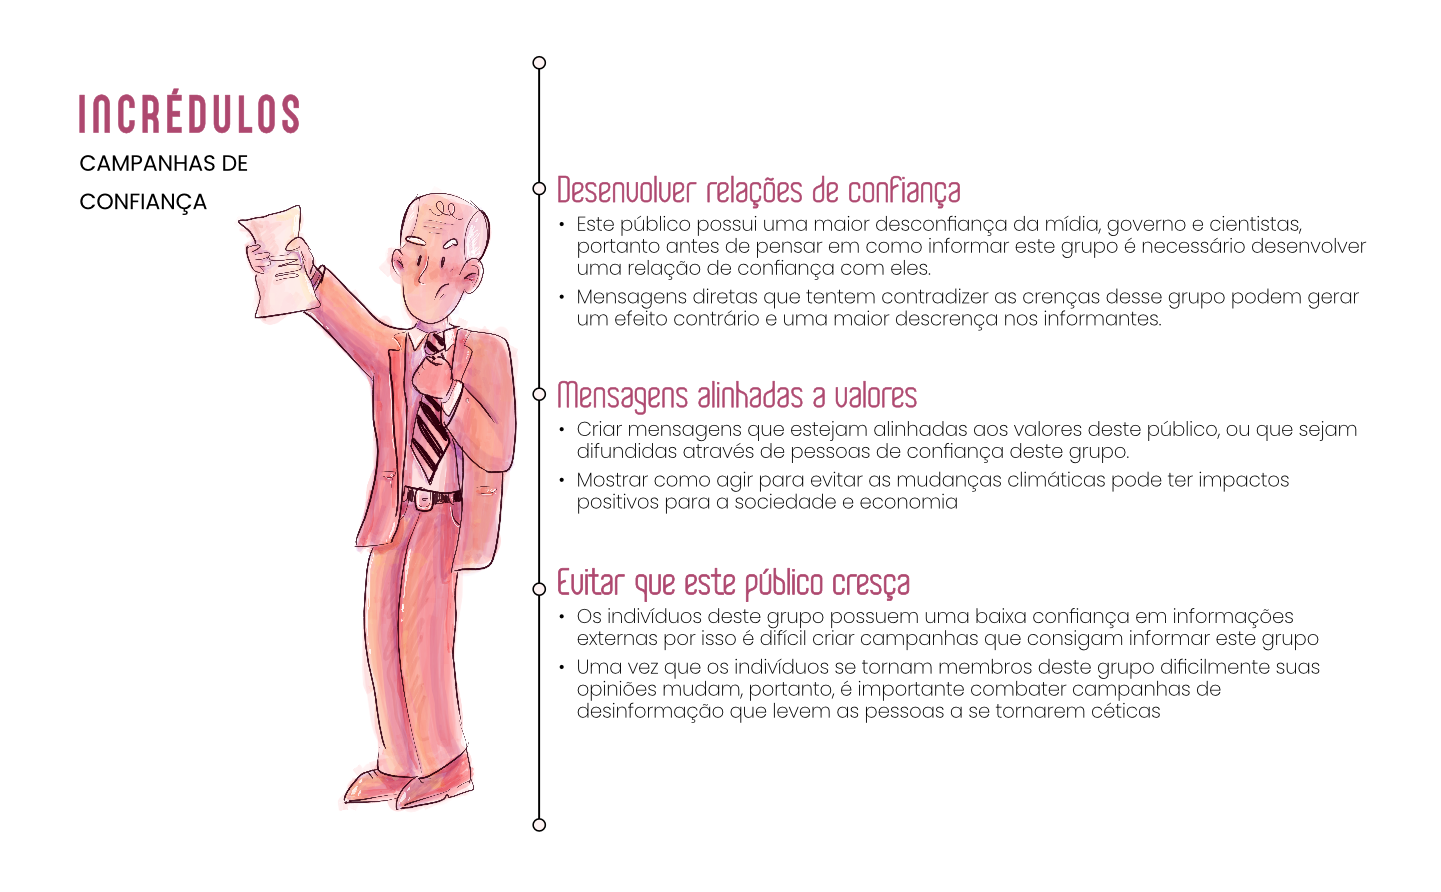 INCRÉDULOS
CAMPANHAS DE
CONFIANÇA
Desenvolver relações de confiança
• Este público possui uma maior desconfiança da mídia, governo e cientistas,
portanto antes de pensar em como informar este grupo é necessário desenvolver
uma relação de confiança com eles.
• Mensagens diretas que tentem contradizer as crenças desse grupo podem gerar
um efeito contrário e uma maior descrença nos informantes.
Mensagens alinhadas a valores
• Criar mensagens que estejam alinhadas aos valores deste público, ou que sejam
difundidas através de pessoas de confiança deste grupo.
• Mostrar como agir para evitar as mudanças climáticas pode ter impactos
positivos para a sociedade e economia
Evitar que este público cresça
• Os indivíduos deste grupo possuem uma baixa confiança em informações
externas por isso é difícil criar campanhas que consigam informar este grupo
• Uma vez que os indivíduos se tornam membros deste grupo dificilmente suas
opiniões mudam, portanto, é importante combater campanhas de
desinformação que levem as pessoas a se tornarem céticas